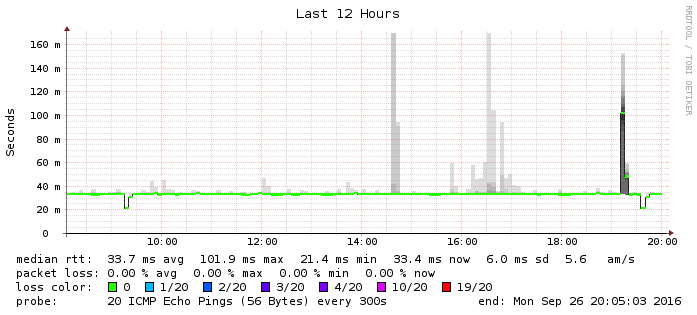 Last 12 Hours
RRDTOOL / TOBI OETIKER
Seconds
160 m
140 m
120 m
100 m
80 m
60 m
40 m
20 m
0
10:00 12:00 14:00 16:00 18:00 20:00
median rtt: 33.7 ms avg 101.9 ms max 21.4 ms min 33.4 ms now 6.0 ms sd 5.6 am/s
packet loss: 0.00 % avg 0.00 % max 0.00 % min 0.00 % now
loss color: 0 1/20 2/20 3/20 4/20 10/20 19/20
probe: 20 ICMP Echo Pings (56 Bytes) every 300s end: Mon Sep 26 20:05:03 2016